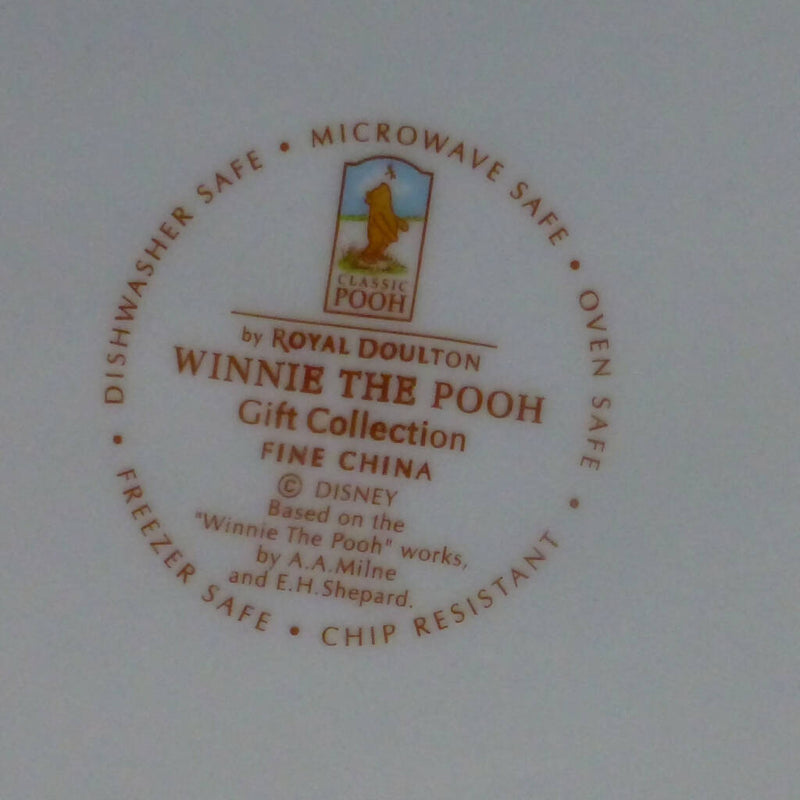 DISHWASHER SAFE • MICROWAVE SAFE • OVEN SAFE • CHIP RESISTANT • FREEZER SAFE •
CLASSIC
POOH
by ROYAL DOULTON
WINNIE THE POOH
Gift Collection
FINE CHINA
© DISNEY
Based on the
"Winnie The Pooh" works,
by A.A.Milne
and E.H.Shepard.